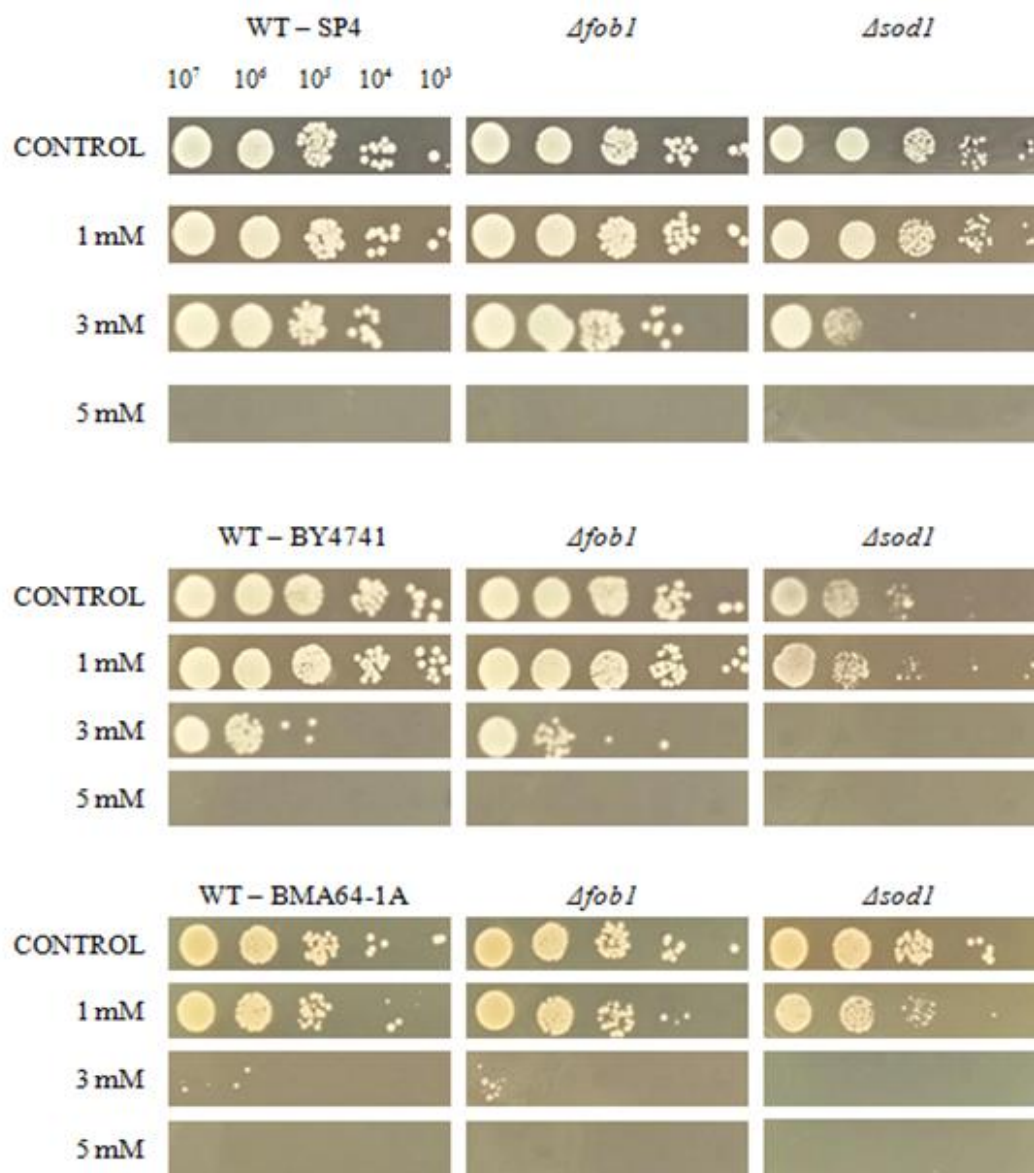 WT – SP4 Δfob1 Δsod1
10⁷ 10⁶ 10⁵ 10⁴ 10³
CONTROL
1 mM
3 mM
5 mM
WT – BY4741 Δfob1 Δsod1
CONTROL
1 mM
3 mM
5 mM
WT – BMA64-1A Δfob1 Δsod1
CONTROL
1 mM
3 mM
5 mM